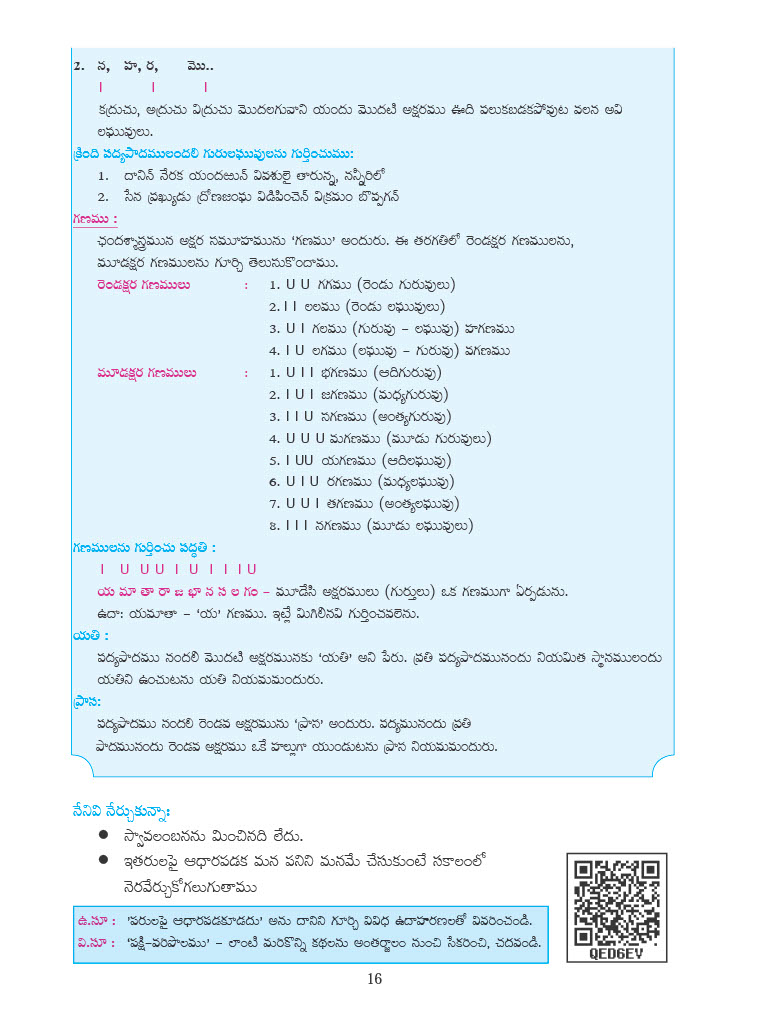 2. న, హ, ర, మొ..
I I I
కద్రుచు, అద్రుచు విద్రుచు మొదలగువాని యందు మొదటి అక్షరము ఊది పలుకబడకపోవుట వలన అవి
లఘువులు.
క్రింది పద్యపాదములందలి గురులఘువులను గుర్తించుము:
1. దానిన్ నేరక యందఱున్ వివశులై తారున్న, నన్నీరిలో
2. సేన ప్రఖ్యుడు ద్రోణజంఘ విడిపించెన్ విక్రమం బొప్పగన్
గణము :
ఛందశ్శాస్త్రమున అక్షర సమూహమును ‘గణము’ అందురు. ఈ తరగతిలో రెండక్షర గణములను,
మూడక్షర గణములను గూర్చి తెలుసుకొందాము.
రెండక్షర గణములు : 1. U U గగము (రెండు గురువులు)
2. I I లలము (రెండు లఘువులు)
3. U I గలము (గురువు – లఘువు) హగణము
4. I U లగము (లఘువు – గురువు) వగణము
మూడక్షర గణములు : 1. U I I భగణము (ఆదిగురువు)
2. I U I జగణము (మధ్యగురువు)
3. I I U సగణము (అంత్యగురువు)
4. U U U మగణము (మూడు గురువులు)
5. I UU యగణము (ఆదిలఘువు)
6. U I U రగణము (మధ్యలఘువు)
7. U U I తగణము (అంత్యలఘువు)
8. I I I నగణము (మూడు లఘువులు)
గణములను గుర్తించు పద్ధతి :
I U U U I U I I I U
య మా తా రా జ భా న స ల గం – మూడేసి అక్షరములు (గుర్తులు) ఒక గణముగా ఏర్పడును.
ఉదా: యమాతా – ‘య’ గణము. ఇట్లే మిగిలినవి గుర్తించవలెను.
యతి :
పద్యపాదము నందలి మొదటి అక్షరమునకు ‘యతి’ అని పేరు. ప్రతి పద్యపాదమునందు నియమిత స్థానములందు
యతిని ఉంచుటను యతి నియమమందురు.
ప్రాస:
పద్యపాదము నందలి రెండవ అక్షరమును ‘ప్రాస’ అందురు. పద్యమునందు ప్రతి
పాదమునందు రెండవ అక్షరము ఒకే హల్లుగా యుండుటను ప్రాస నియమమందురు.
నేనివి నేర్చుకున్నా:
● స్వావలంబనను మించినది లేదు.
● ఇతరులపై ఆధారపడక మన పనిని మనమే చేసుకుంటే సకాలంలో
నెరవేర్చుకోగలుగుతాము
ఉ.సూ : ‘పరులపై ఆధారపడకూడదు’ అను దానిని గూర్చి వివిధ ఉదాహరణలతో వివరించండి.
వి.సూ : ‘పక్షి–పరిపాలము’ – లాంటి మరికొన్ని కథలను అంతర్జాలం నుంచి సేకరించి, చదవండి.
QED6EV
16